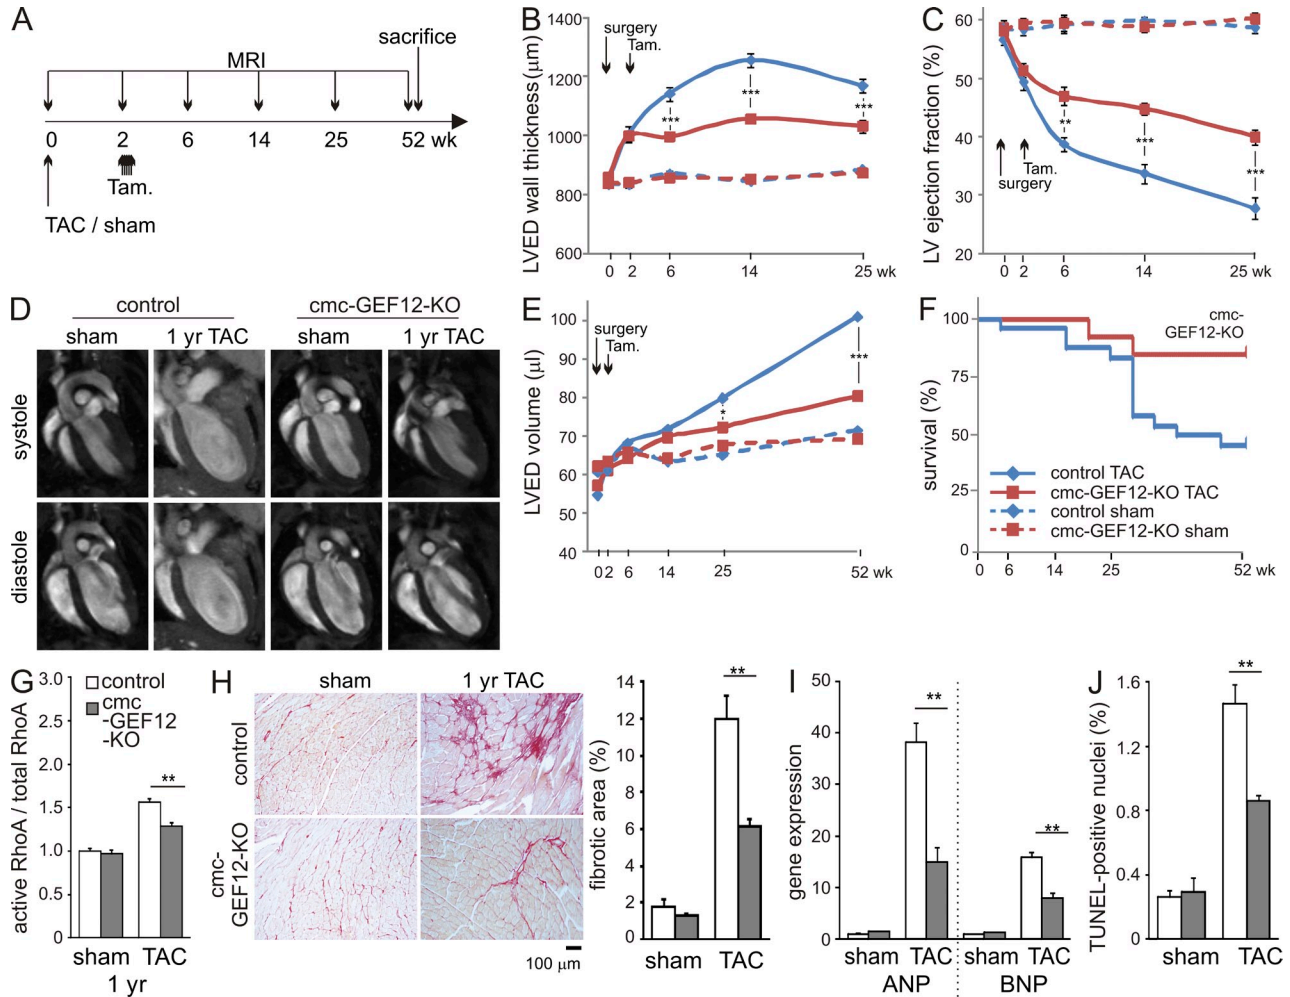 A
sacrifice
MRI
0 2 6 14 25 52 wk
Tam.
TAC / sham
B
LVED wall thickness (µm)
1400
1200
1000
800
600
surgery
Tam.
***
***
***
0 2 6 14 25 wk
C
LV ejection fraction (%)
60
50
40
30
20
**
***
***
Tam.
surgery
0 2 6 14 25 wk
D
control cmc-GEF12-KO
sham 1 yr TAC sham 1 yr TAC
systole
diastole
E
LVED volume (µl)
100
90
80
70
60
50
40
surgery
Tam.
*
***
0 2 6 14 25 52 wk
F
survival (%)
100
75
50
25
0
cmc-
GEF12-KO
control TAC
cmc-GEF12-KO TAC
control sham
cmc-GEF12-KO sham
0 6 14 25 52 wk
G
active RhoA / total RhoA
3.0
2.5
2.0
1.5
1.0
0.5
0
control
cmc
-GEF12
-KO
**
sham TAC
1 yr
H
sham 1 yr TAC
control
cmc-
GEF12-KO
100 µm
fibrotic area (%)
14
12
10
8
6
4
2
0
**
sham TAC
I
gene expression
50
40
30
20
10
0
**
**
sham TAC sham TAC
ANP BNP
J
TUNEL-positive nuclei (%)
1.6
1.2
0.8
0.4
0
**
sham TAC